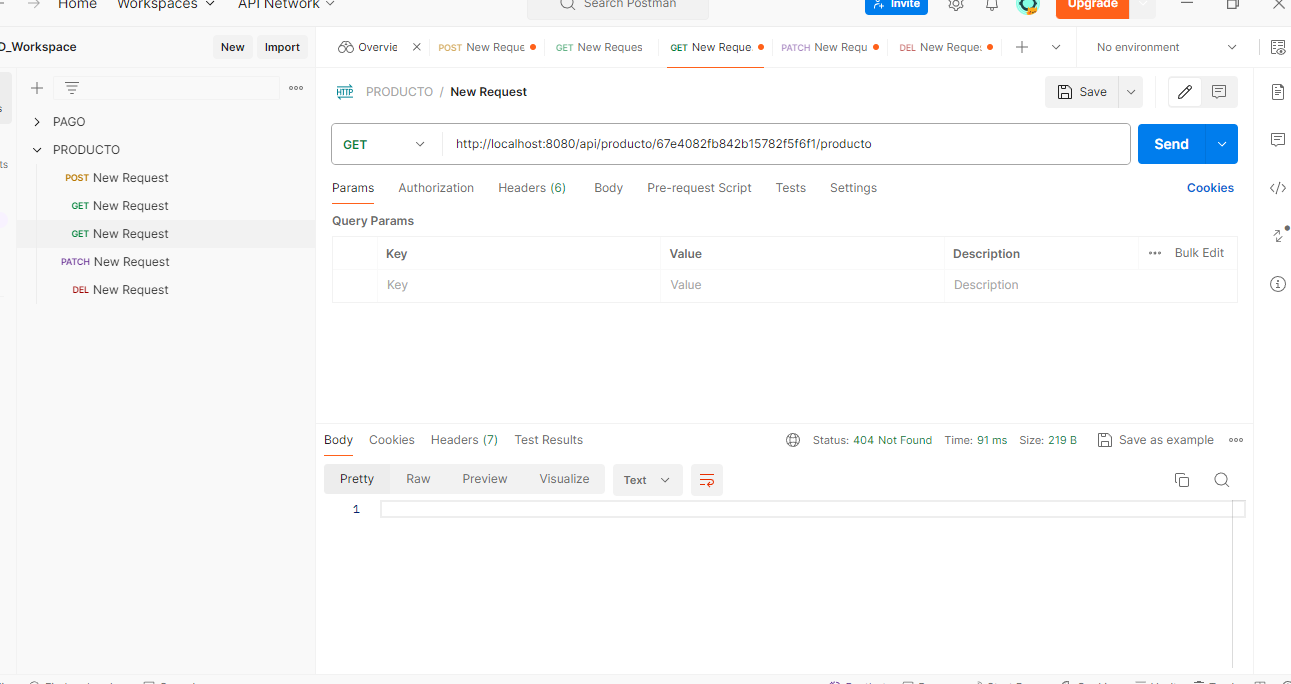 Home Workspaces API Network Search Postman Invite Upgrade
D_Workspace New Import Overvie POST New Reque GET New Reques GET New Reque PATCH New Requ DEL New Reque No environment
HTTP PRODUCTO / New Request Save
PAGO
GET http://localhost:8080/api/producto/67e4082fb842b15782f5f6f1/producto Send
PRODUCTO
POST New Request
Params Authorization Headers (6) Body Pre-request Script Tests Settings Cookies
GET New Request
Query Params
GET New Request
Key Value Description Bulk Edit
PATCH New Request
Key Value Description
DEL New Request
Body Cookies Headers (7) Test Results Status: 404 Not Found Time: 91 ms Size: 219 B Save as example
Pretty Raw Preview Visualize Text
1